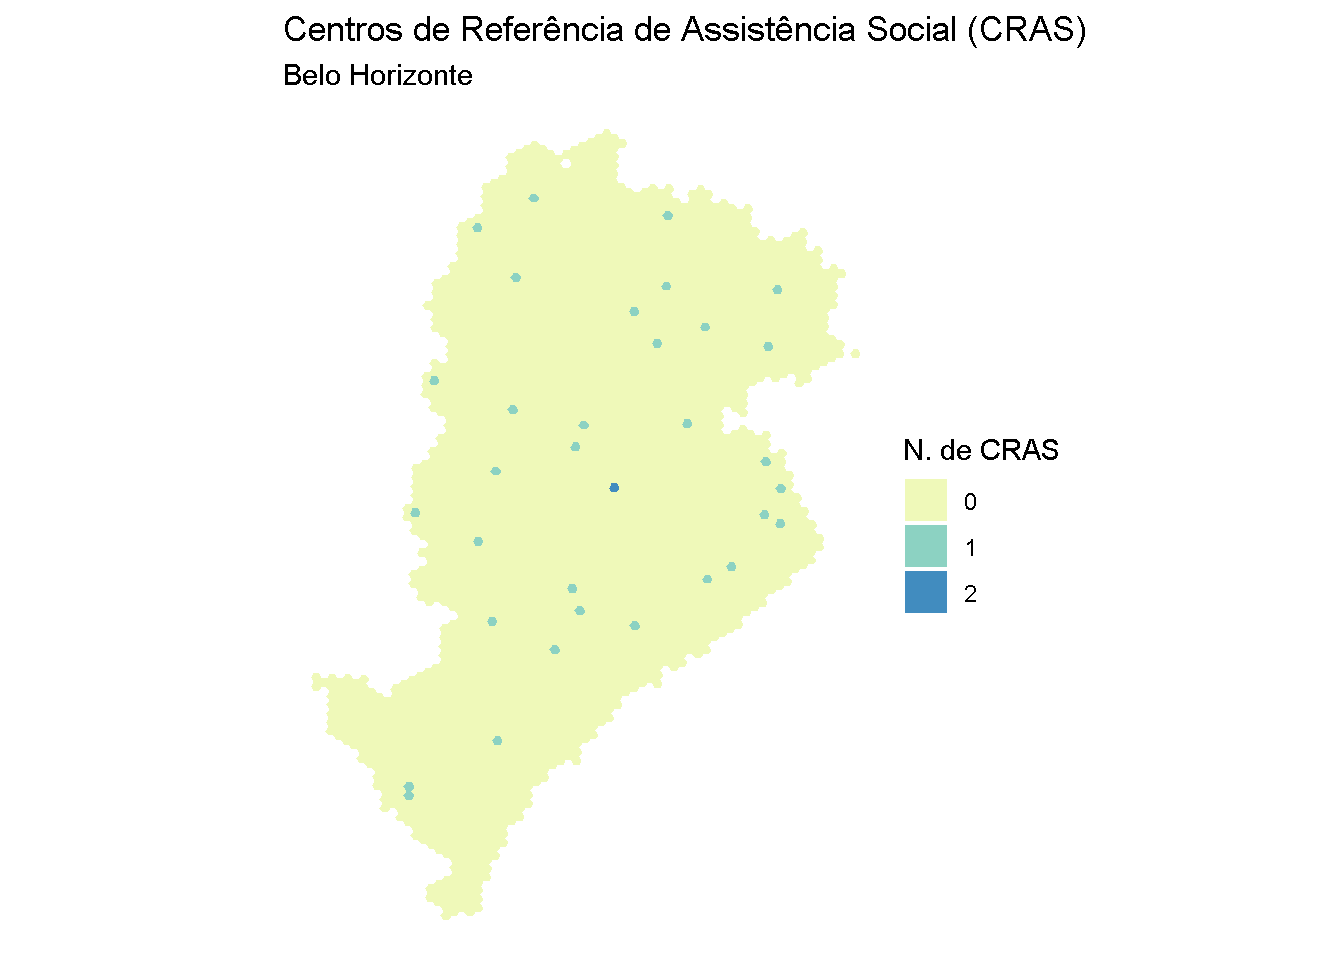 Centros de Referência de Assistência Social (CRAS)
Belo Horizonte
N. de CRAS
0
1
2